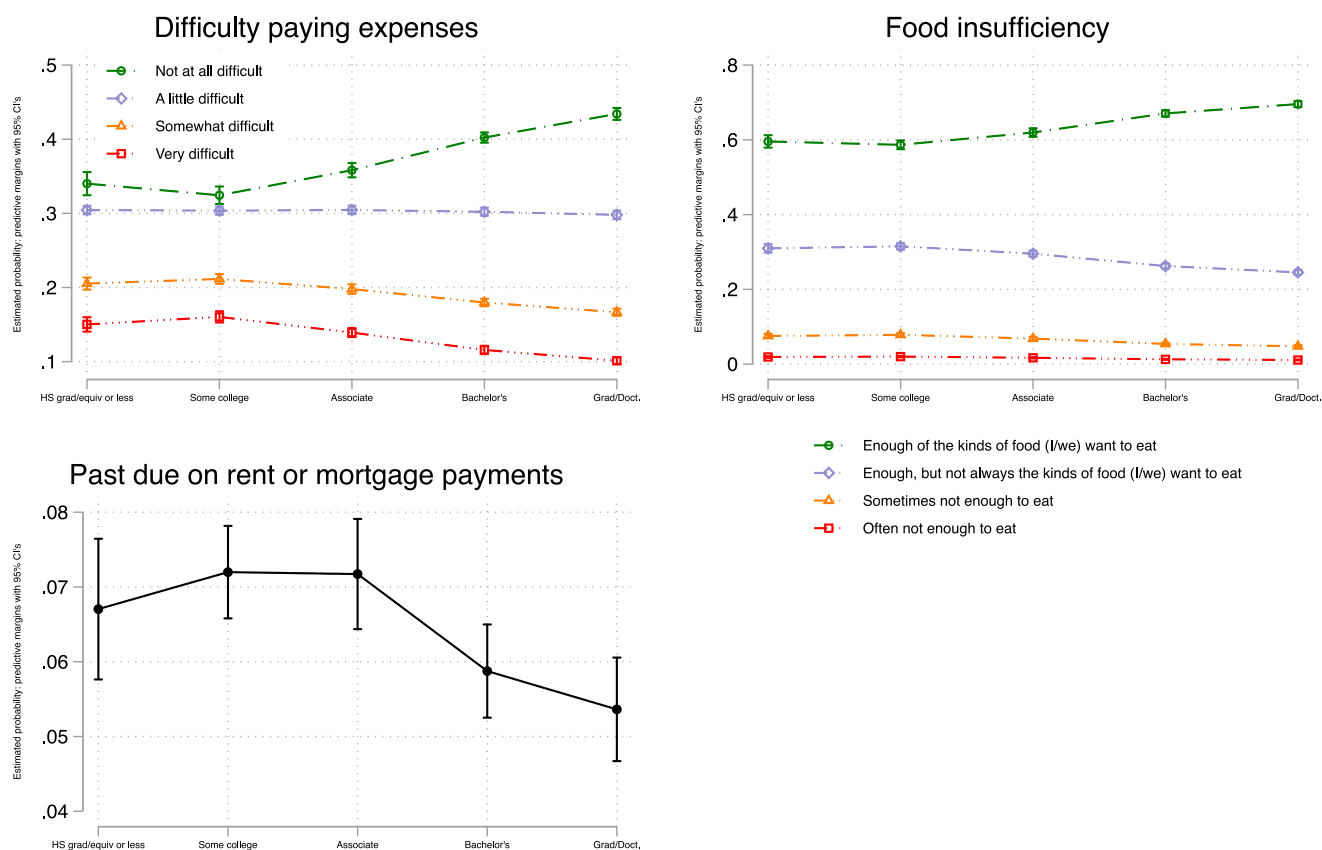 Difficulty paying expenses
Estimated probability: predictive margins with 95% CI's
.5
.4
.3
.2
.1
Not at all difficult
A little difficult
Somewhat difficult
Very difficult
HS grad/equiv or less Some college Associate Bachelor's Grad/Doct.
Food insufficiency
Estimated probability: predictive margins with 95% CI's
.8
.6
.4
.2
0
HS grad/equiv or less Some college Associate Bachelor's Grad/Doct.
Enough of the kinds of food (I/we) want to eat
Enough, but not always the kinds of food (I/we) want to eat
Sometimes not enough to eat
Often not enough to eat
Past due on rent or mortgage payments
Estimated probability: predictive margins with 95% CI's
.08
.07
.06
.05
.04
HS grad/equiv or less Some college Associate Bachelor's Grad/Doct.